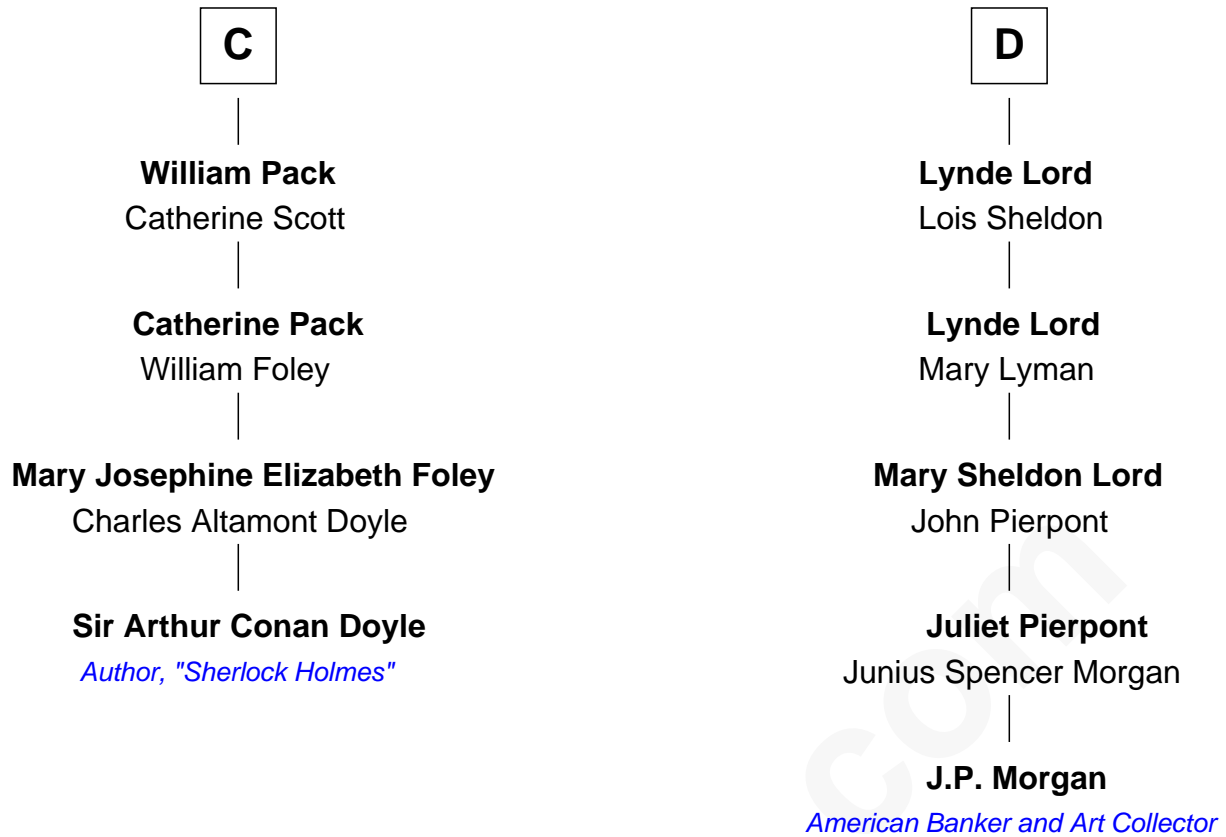 C
William Pack
Catherine Scott
Catherine Pack
William Foley
Mary Josephine Elizabeth Foley
Charles Altamont Doyle
Sir Arthur Conan Doyle
Author, "Sherlock Holmes"
D
Lynde Lord
Lois Sheldon
Lynde Lord
Mary Lyman
Mary Sheldon Lord
John Pierpont
Juliet Pierpont
Junius Spencer Morgan
J.P. Morgan
American Banker and Art Collector
com